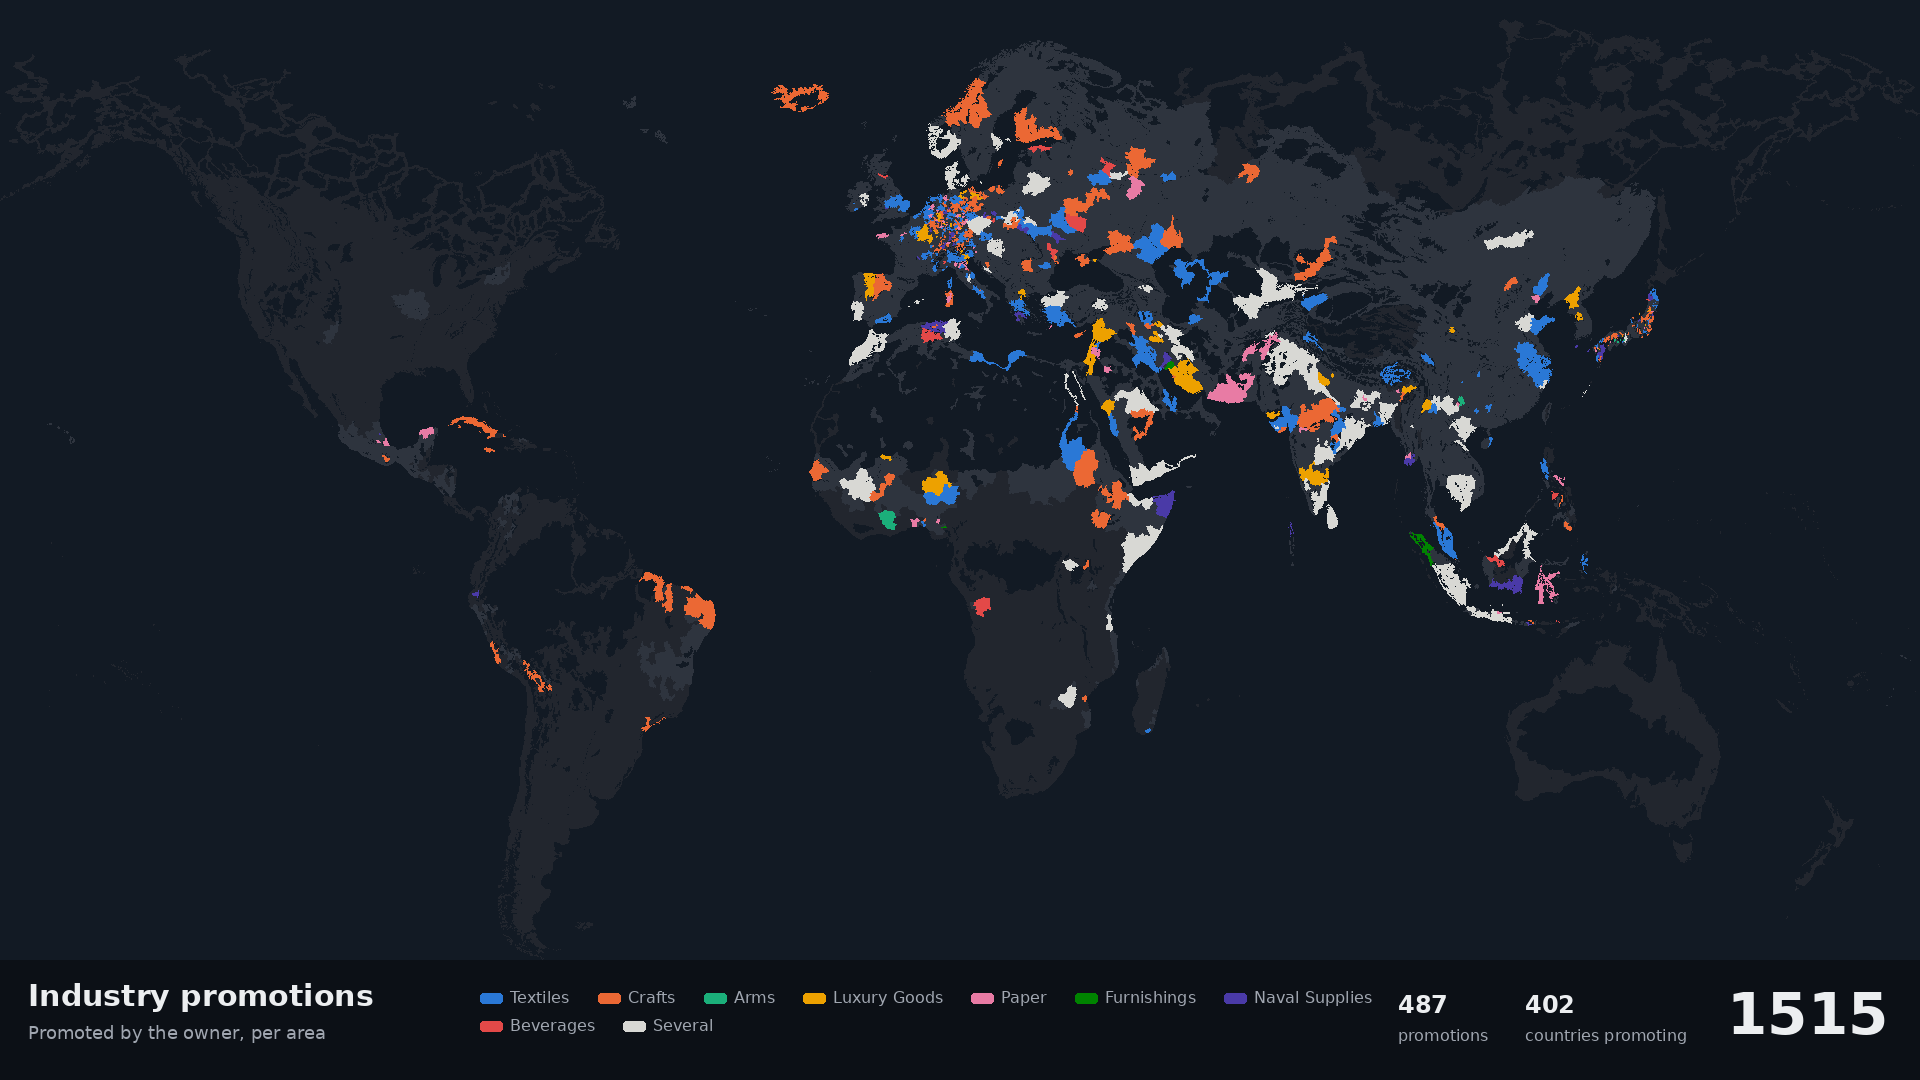 Industry promotions
Promoted by the owner, per area
Textiles Crafts Arms Luxury Goods Paper Furnishings Naval Supplies
Beverages Several
487
promotions
402
countries promoting
1515